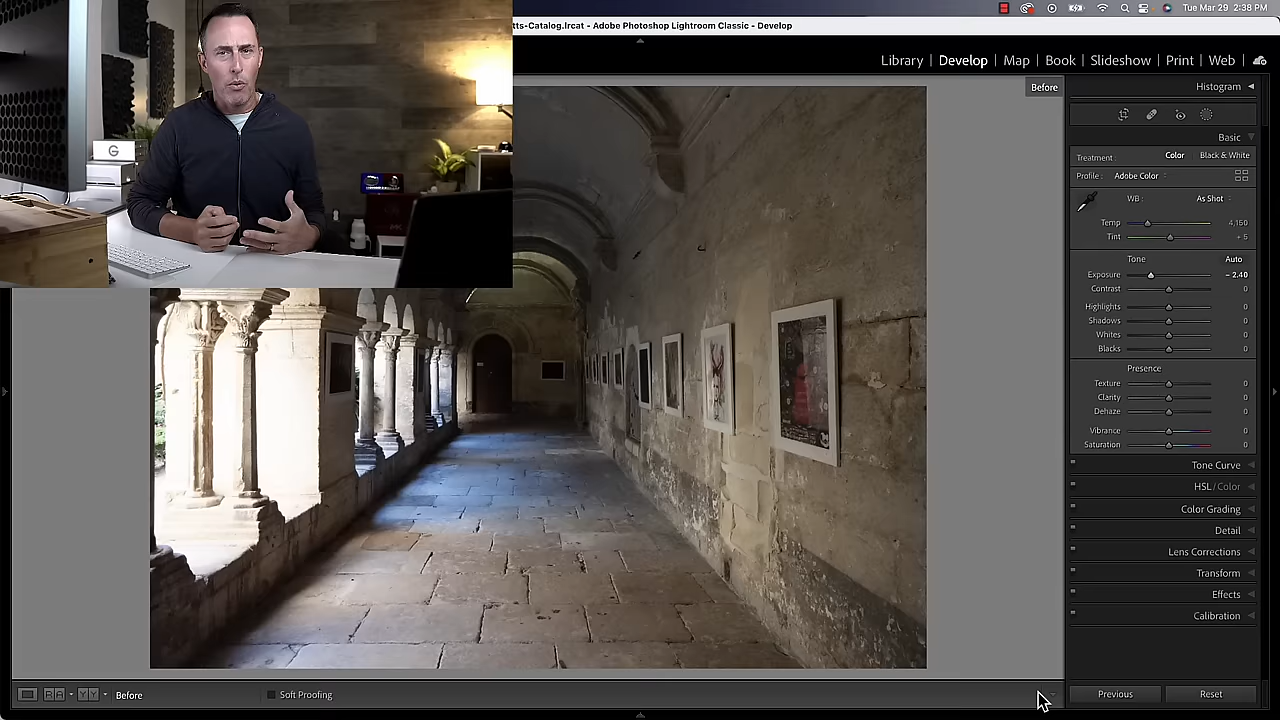 Tue Mar 29 2:38 PM
tts-Catalog.lrcat - Adobe Photoshop Lightroom Classic - Develop
Library | Develop | Map | Book | Slideshow | Print | Web
Before
Histogram
Basic
Treatment: Color Black & White
Profile: Adobe Color
WB: As Shot
Temp 4,150
Tint + 5
Tone Auto
Exposure - 2.40
Contrast 0
Highlights 0
Shadows 0
Whites 0
Blacks 0
Presence
Texture 0
Clarity 0
Dehaze 0
Vibrance 0
Saturation 0
Tone Curve
HSL / Color
Color Grading
Detail
Lens Corrections
Transform
Effects
Calibration
Before
Soft Proofing
Previous Reset
G
R A
Y Y